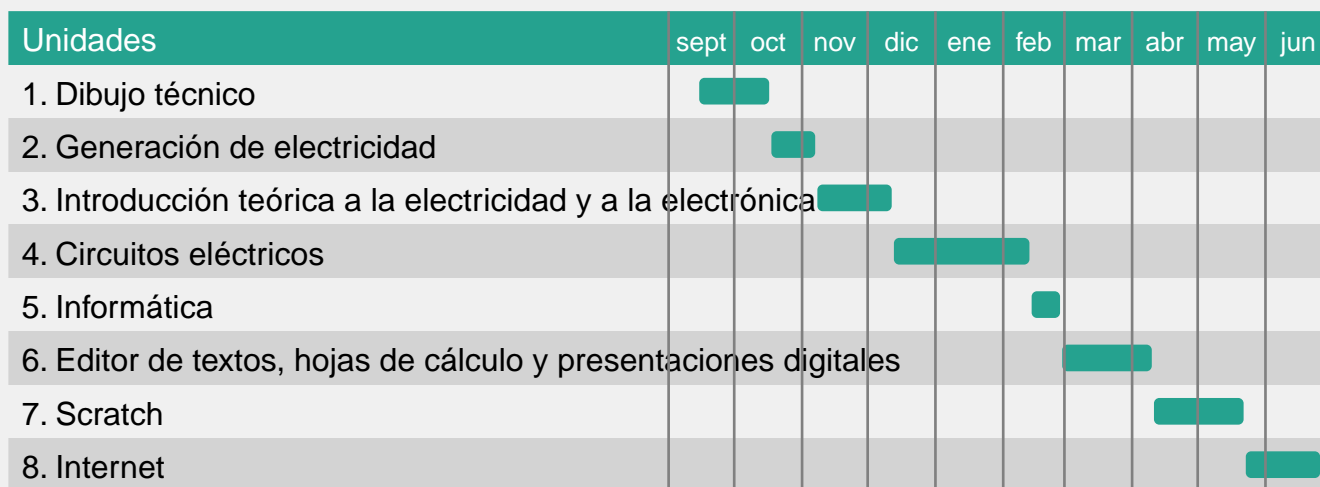 Unidades sept oct nov dic ene feb mar abr may jun
1. Dibujo técnico
2. Generación de electricidad
3. Introducción teórica a la electricidad y a la electrónica
4. Circuitos eléctricos
5. Informática
6. Editor de textos, hojas de cálculo y presentaciones digitales
7. Scratch
8. Internet